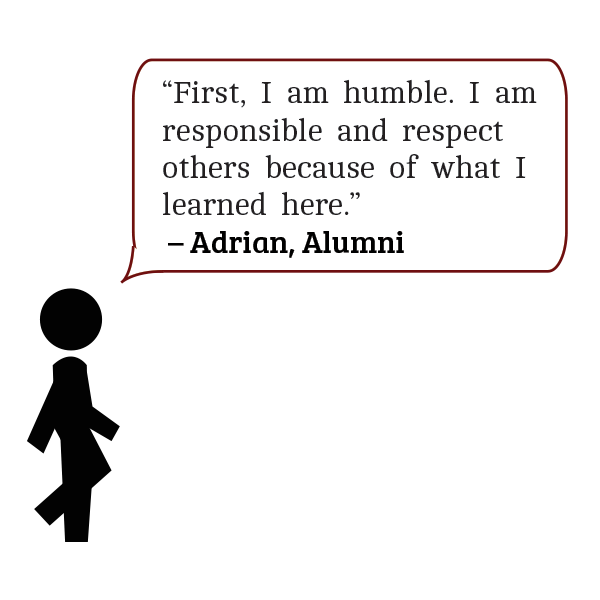 “First, I am humble. I am
responsible and respect
others because of what I
learned here.”
– Adrian, Alumni